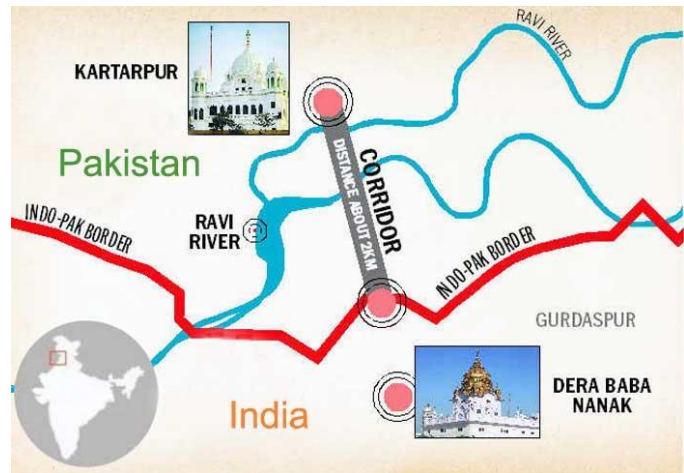 RAVI RIVER
KARTARPUR
Pakistan
CORRIDOR
DISTANCE ABOUT 2KM
RAVI
RIVER
INDO-PAK BORDER
INDO-PAK BORDER
GURDASPUR
DERA BABA
NANAK
India